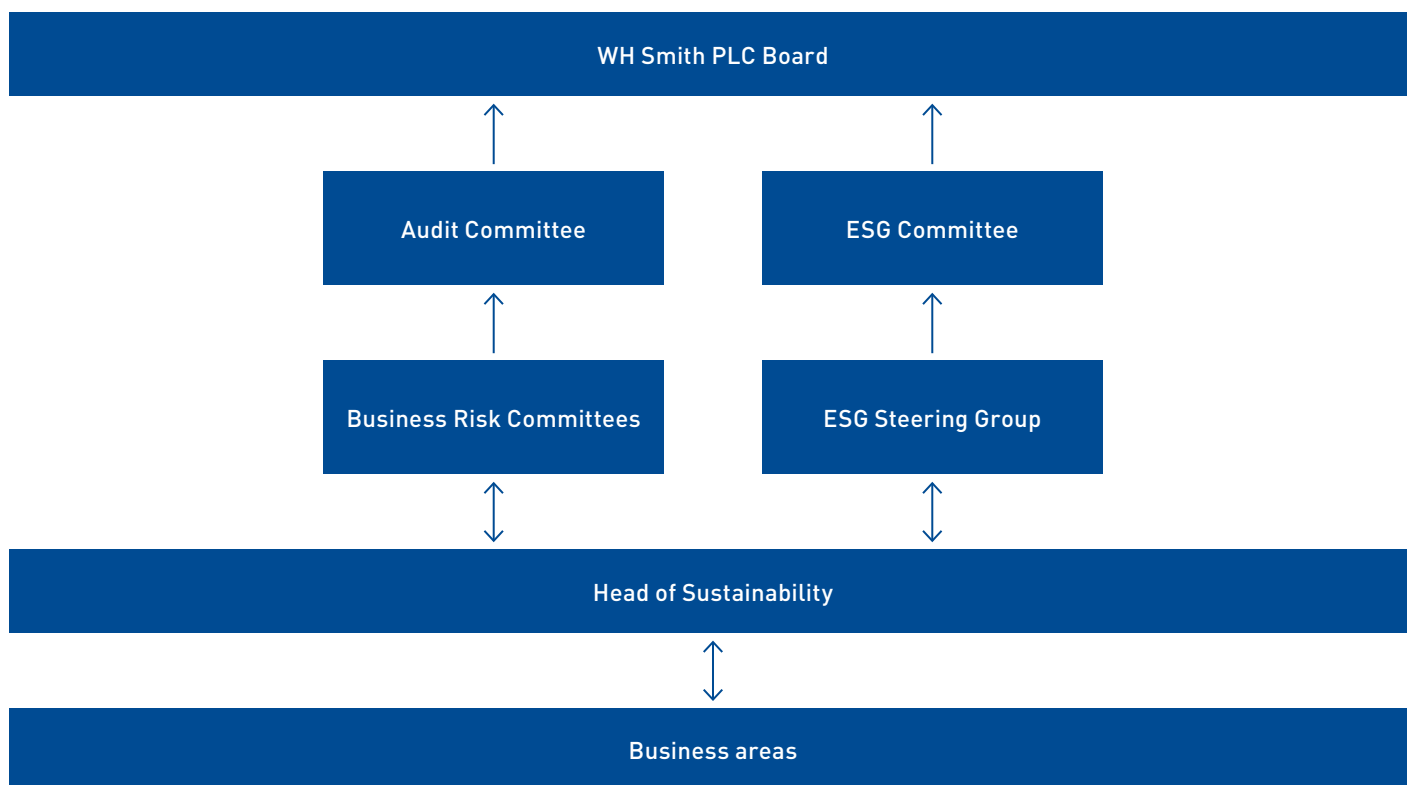 WH Smith PLC Board
Audit Committee
ESG Committee
Business Risk Committees
ESG Steering Group
Head of Sustainability
Business areas